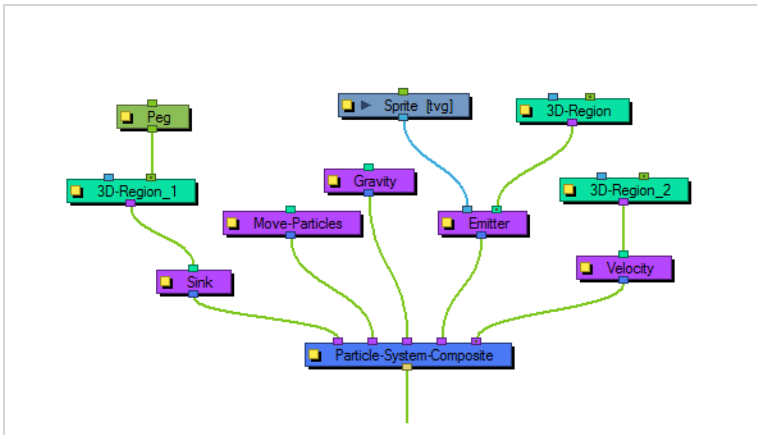 Peg
Sprite [tvg]
3D-Region
3D-Region_1
Gravity
3D-Region_2
Move-Particles
Emitter
Sink
Velocity
Particle-System-Composite